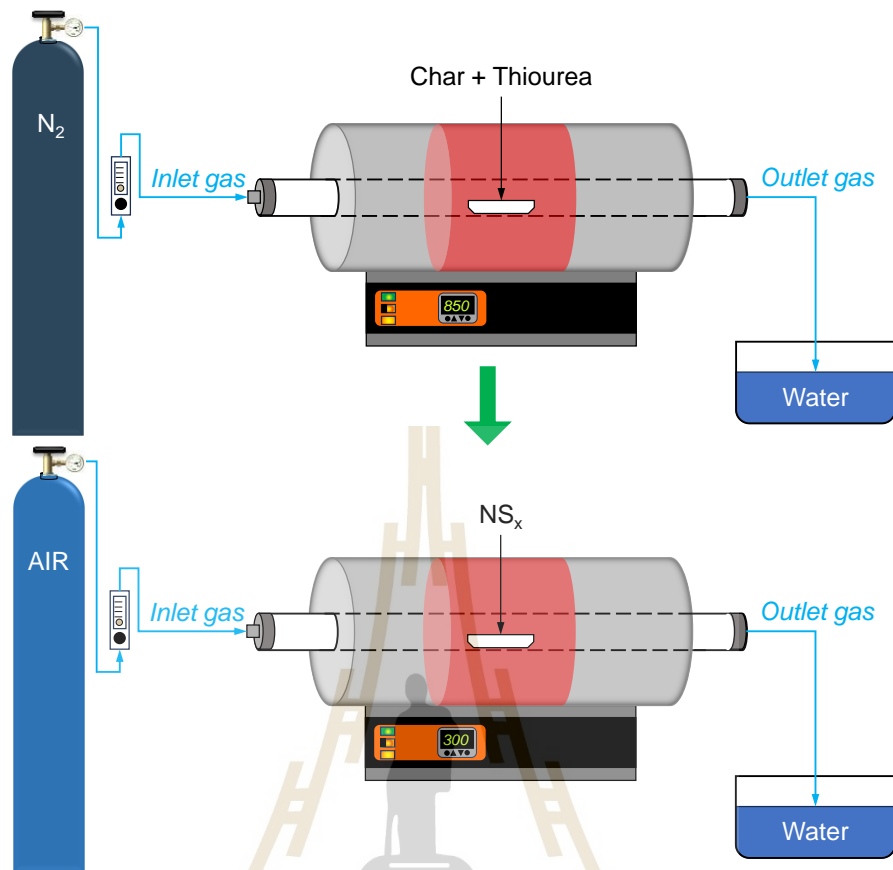 Char + Thiourea
N₂
Inlet gas
Outlet gas
850
Water
NSₓ
AIR
Inlet gas
Outlet gas
300
Water